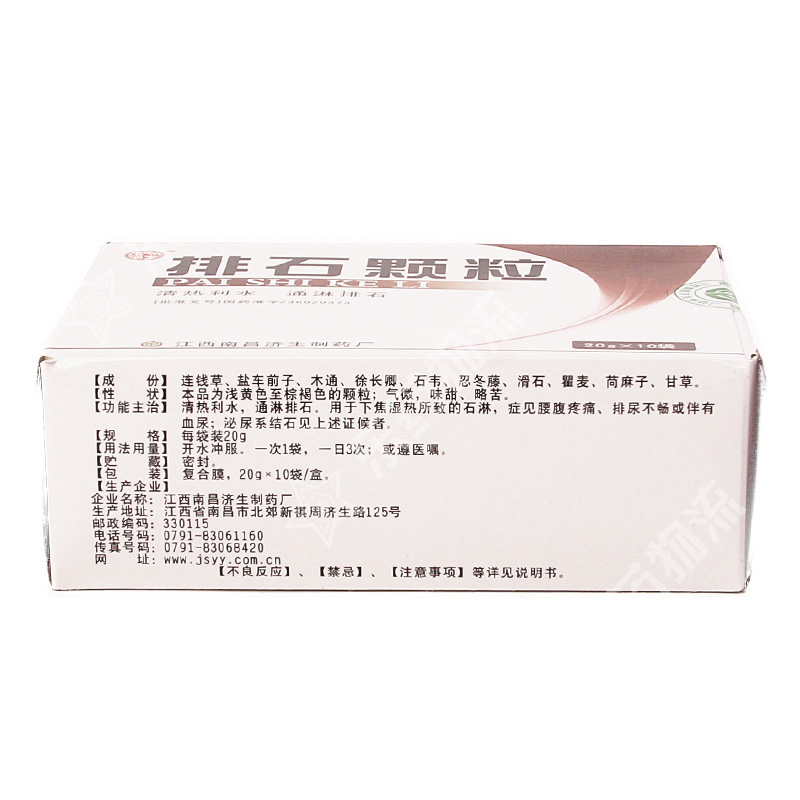 排石颗粒
PAI SHI KE LI
清热利水 通淋排石
江西南昌济生制药厂
20g×10袋
【成 份】 连钱草、盐车前子、木通、徐长卿、石韦、忍冬藤、滑石、瞿麦、苘麻子、甘草。
【性 状】 本品为浅黄色至棕褐色的颗粒；气微，味甜、略苦。
【功能主治】 清热利水，通淋排石。用于下焦湿热所致的石淋，症见腰腹疼痛、排尿不畅或伴有
血尿；泌尿系结石见上述证候者。
【规 格】 每袋装20g
【用法用量】 开水冲服。一次1袋，一日3次；或遵医嘱。
【贮 藏】 密封。
【包 装】 复合膜，20g×10袋/盒。
【生产企业】
企业名称：江西南昌济生制药厂
生产地址：江西省南昌市北郊新祺周济生路125号
邮政编码：330115
电话号码：0791-83061160
传真号码：0791-83068420
网 址：www.jsyy.com.cn
【不良反应】、【禁忌】、【注意事项】等详见说明书。